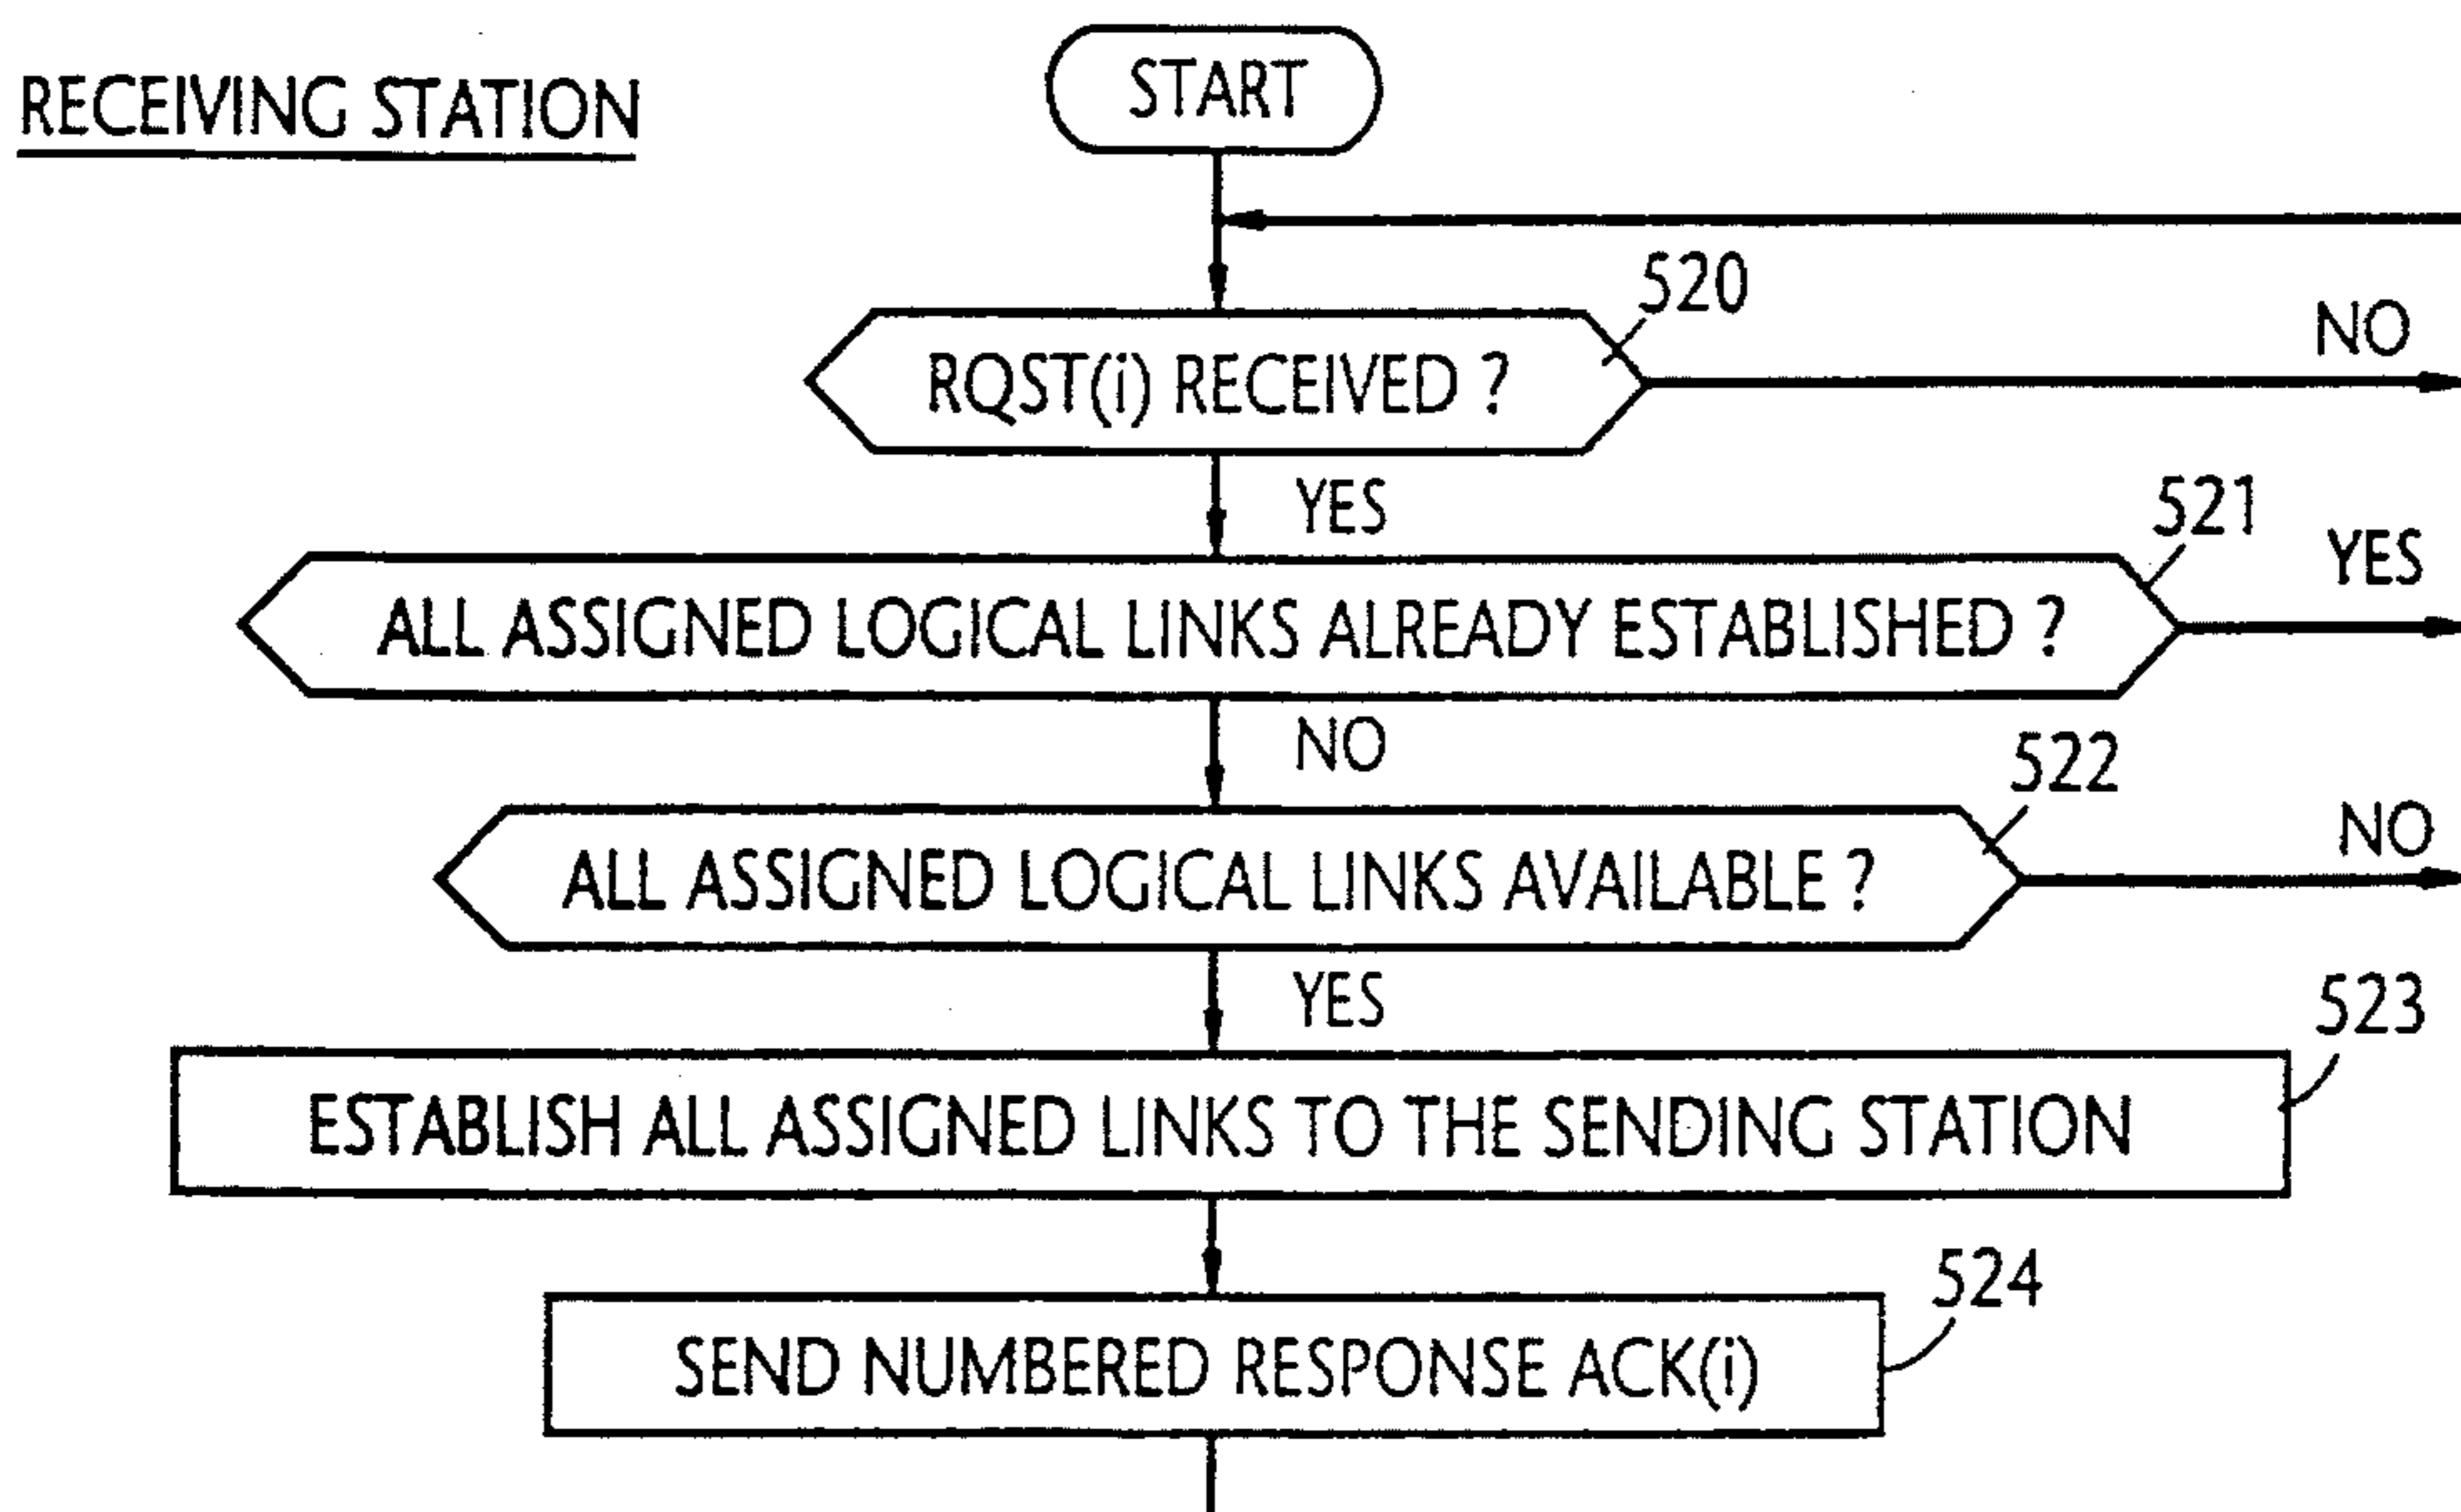 RECEIVING STATION
START
520
RQST(i) RECEIVED ?
NO
YES
521
ALL ASSIGNED LOGICAL LINKS ALREADY ESTABLISHED ?
YES
NO
522
ALL ASSIGNED LOGICAL LINKS AVAILABLE ?
NO
YES
523
ESTABLISH ALL ASSIGNED LINKS TO THE SENDING STATION
524
SEND NUMBERED RESPONSE ACK(i)